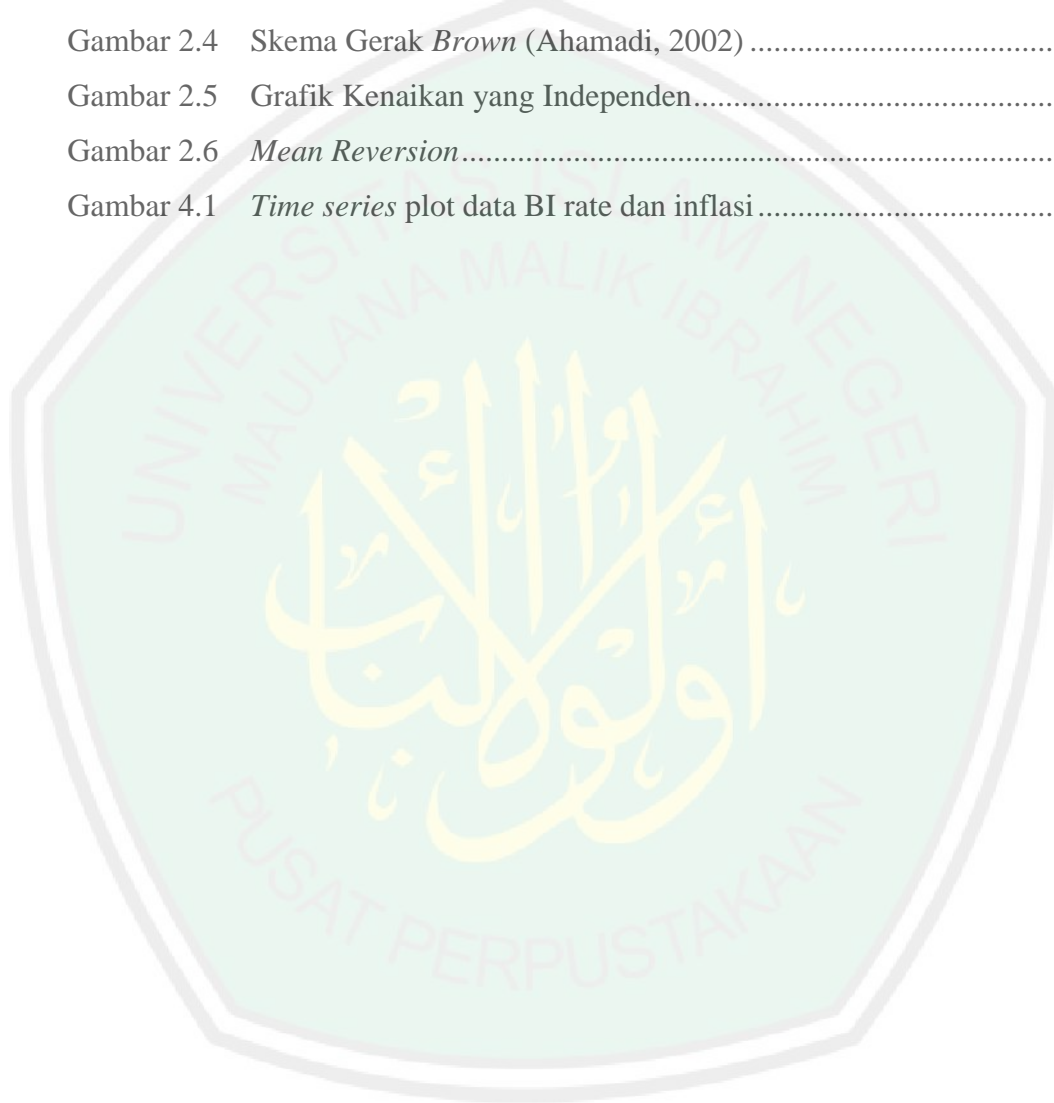 Gambar 2.4 Skema Gerak Brown (Ahamadi, 2002) ......................................
Gambar 2.5 Grafik Kenaikan yang Independen..............................................
Gambar 2.6 Mean Reversion...........................................................................
Gambar 4.1 Time series plot data BI rate dan inflasi.....................................
UNIVERSITAS ISLAM NEGERI
MAULANA MALIK IBRAHIM
أولوا الألباب
PUSAT PERPUSTAKAAN